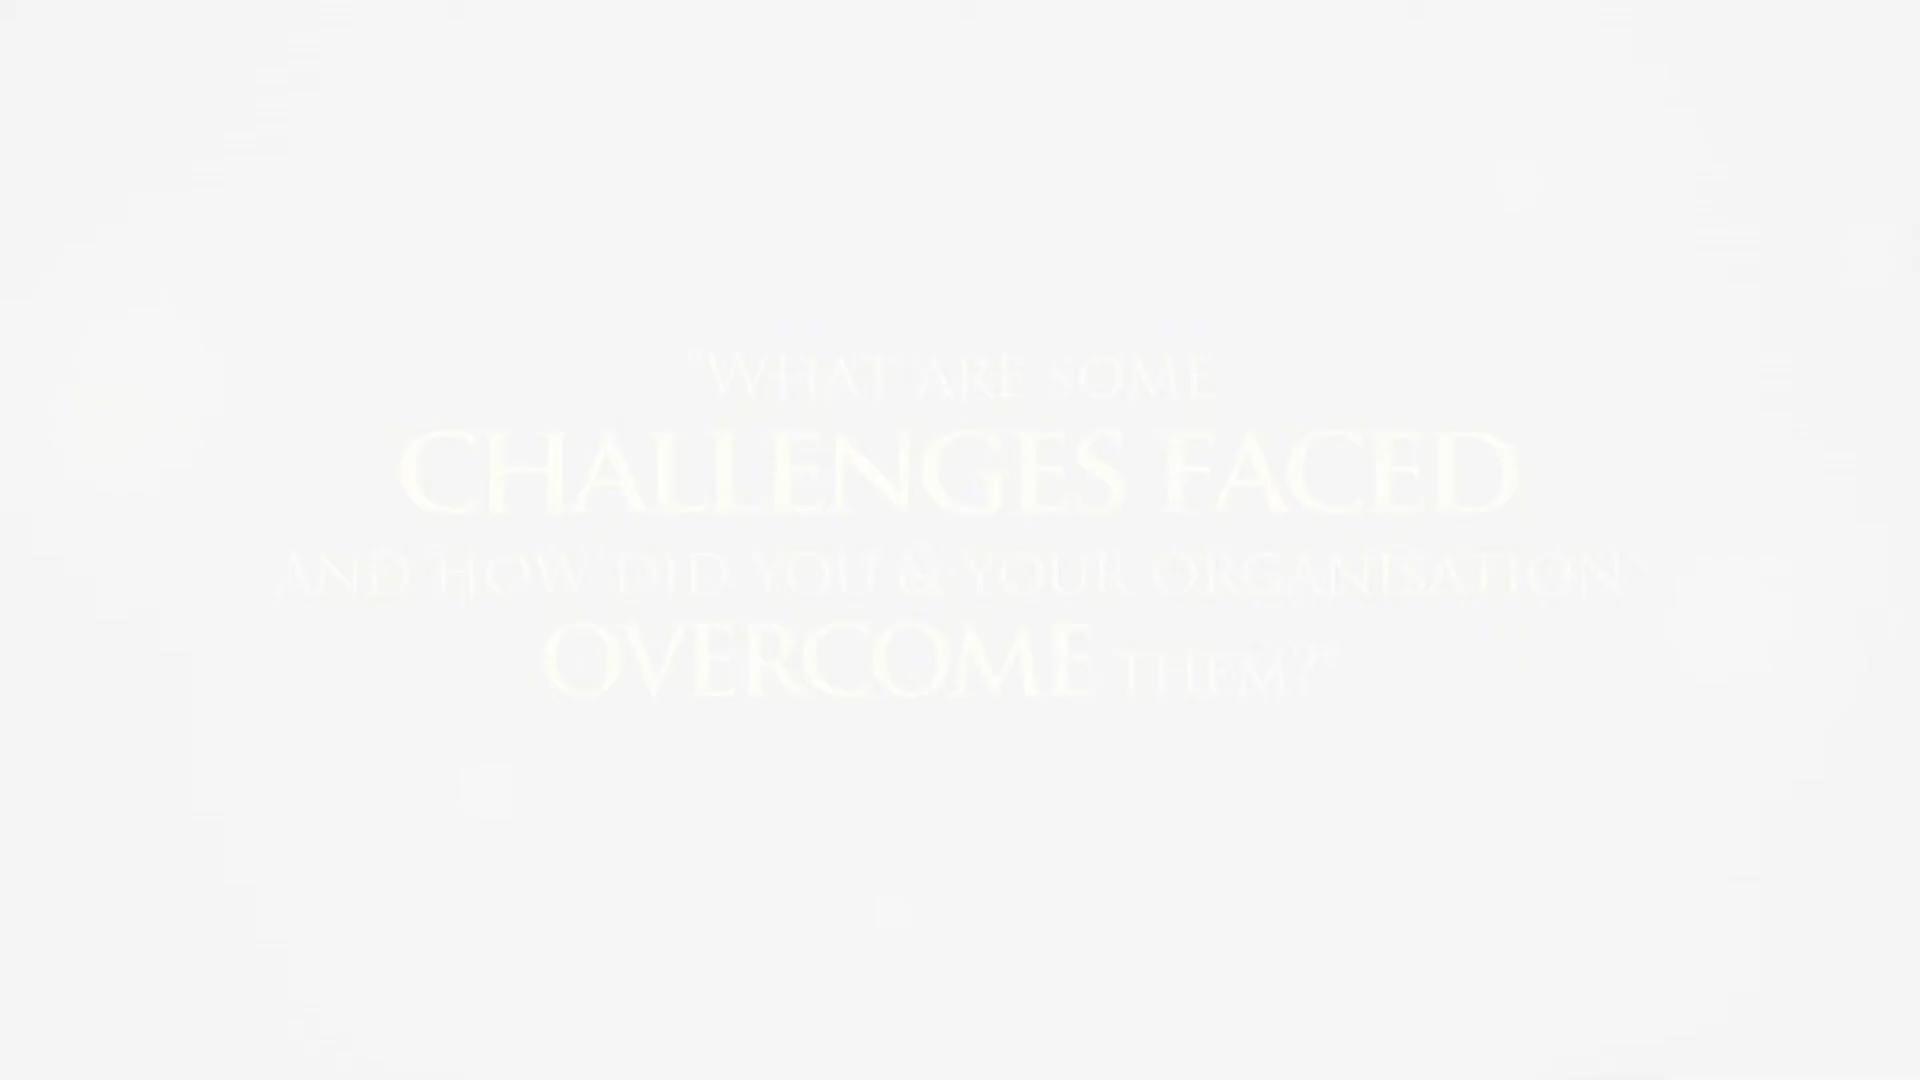 "WHAT ARE SOME
CHALLENGES FACED
AND HOW DID YOU & YOUR ORGANISATION
OVERCOME THEM?"